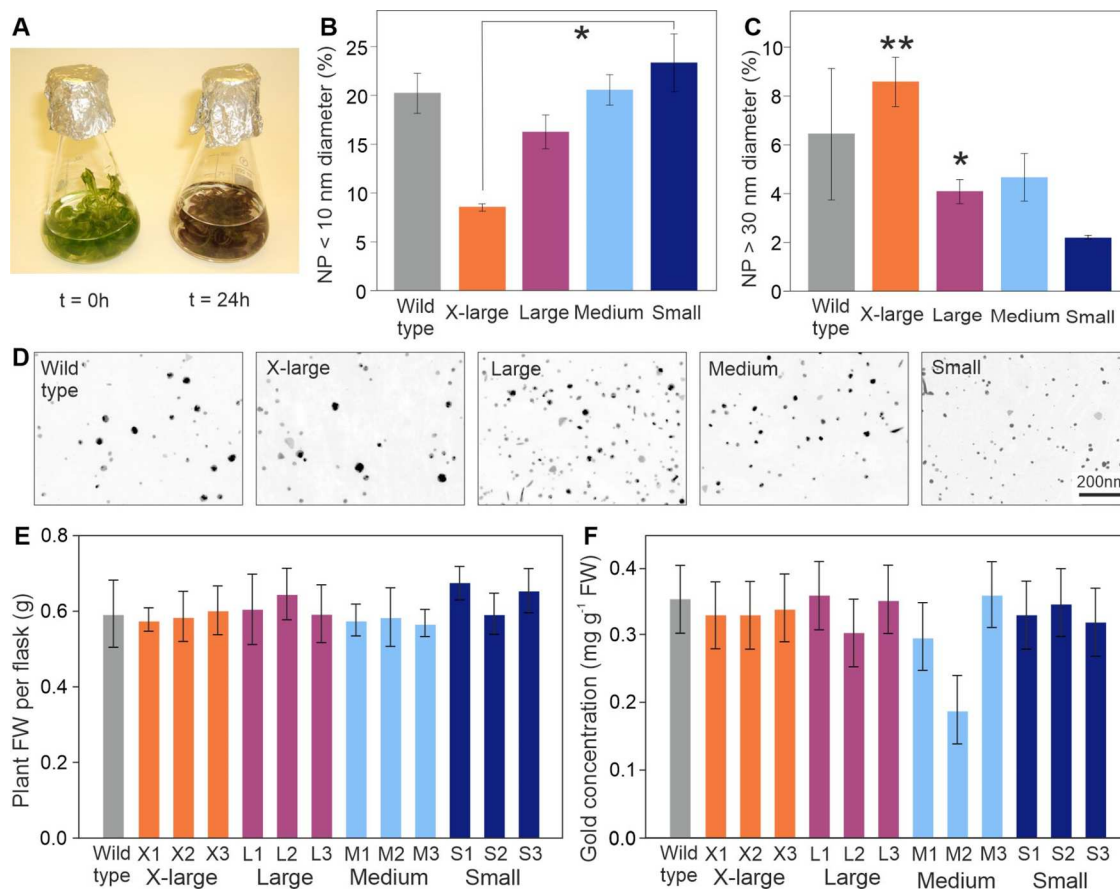 A
t = 0h
t = 24h
B
NP < 10 nm diameter (%)
25
20
15
10
5
0
*
Wild type
X-large
Large
Medium
Small
C
NP > 30 nm diameter (%)
10
8
6
4
2
0
**
*
Wild type
X-large
Large
Medium
Small
D
Wild type
X-large
Large
Medium
Small
200nm
E
Plant FW per flask (g)
0.8
0.6
0.4
0.2
0.0
Wild type
X1 X2 X3
L1 L2 L3
M1 M2 M3
S1 S2 S3
X-large
Large
Medium
Small
F
Gold concentration (mg g⁻¹ FW)
0.4
0.3
0.2
0.1
0.0
Wild type
X1 X2 X3
L1 L2 L3
M1 M2 M3
S1 S2 S3
X-large
Large
Medium
Small